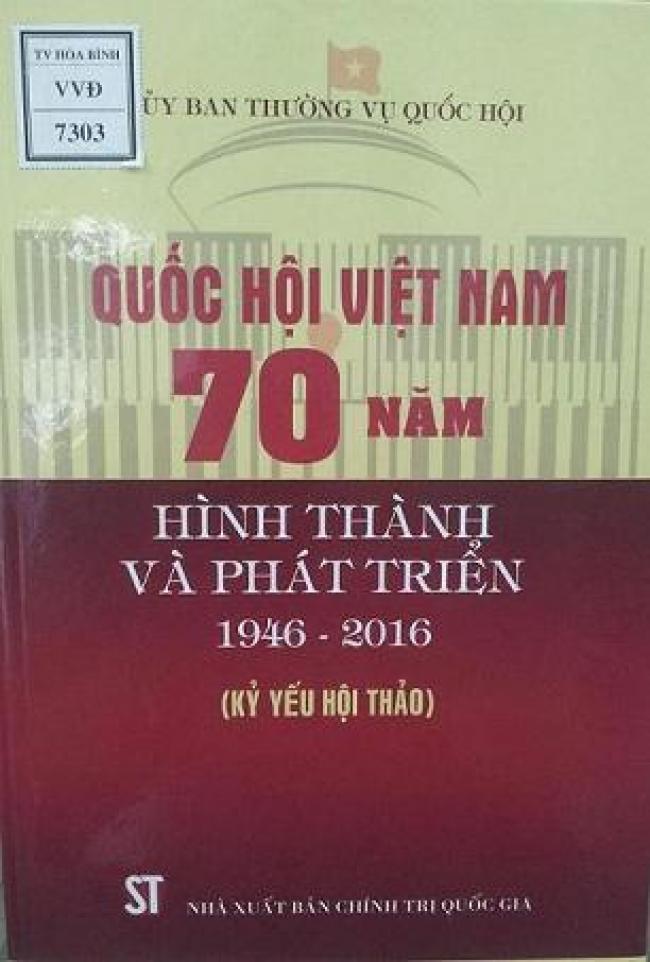 TV HÒA BÌNH
VVĐ
7303
ỦY BAN THƯỜNG VỤ QUỐC HỘI
QUỐC HỘI VIỆT NAM
70 NĂM
HÌNH THÀNH
VÀ PHÁT TRIỂN
1946 - 2016
(KỶ YẾU HỘI THẢO)
ST NHÀ XUẤT BẢN CHÍNH TRỊ QUỐC GIA